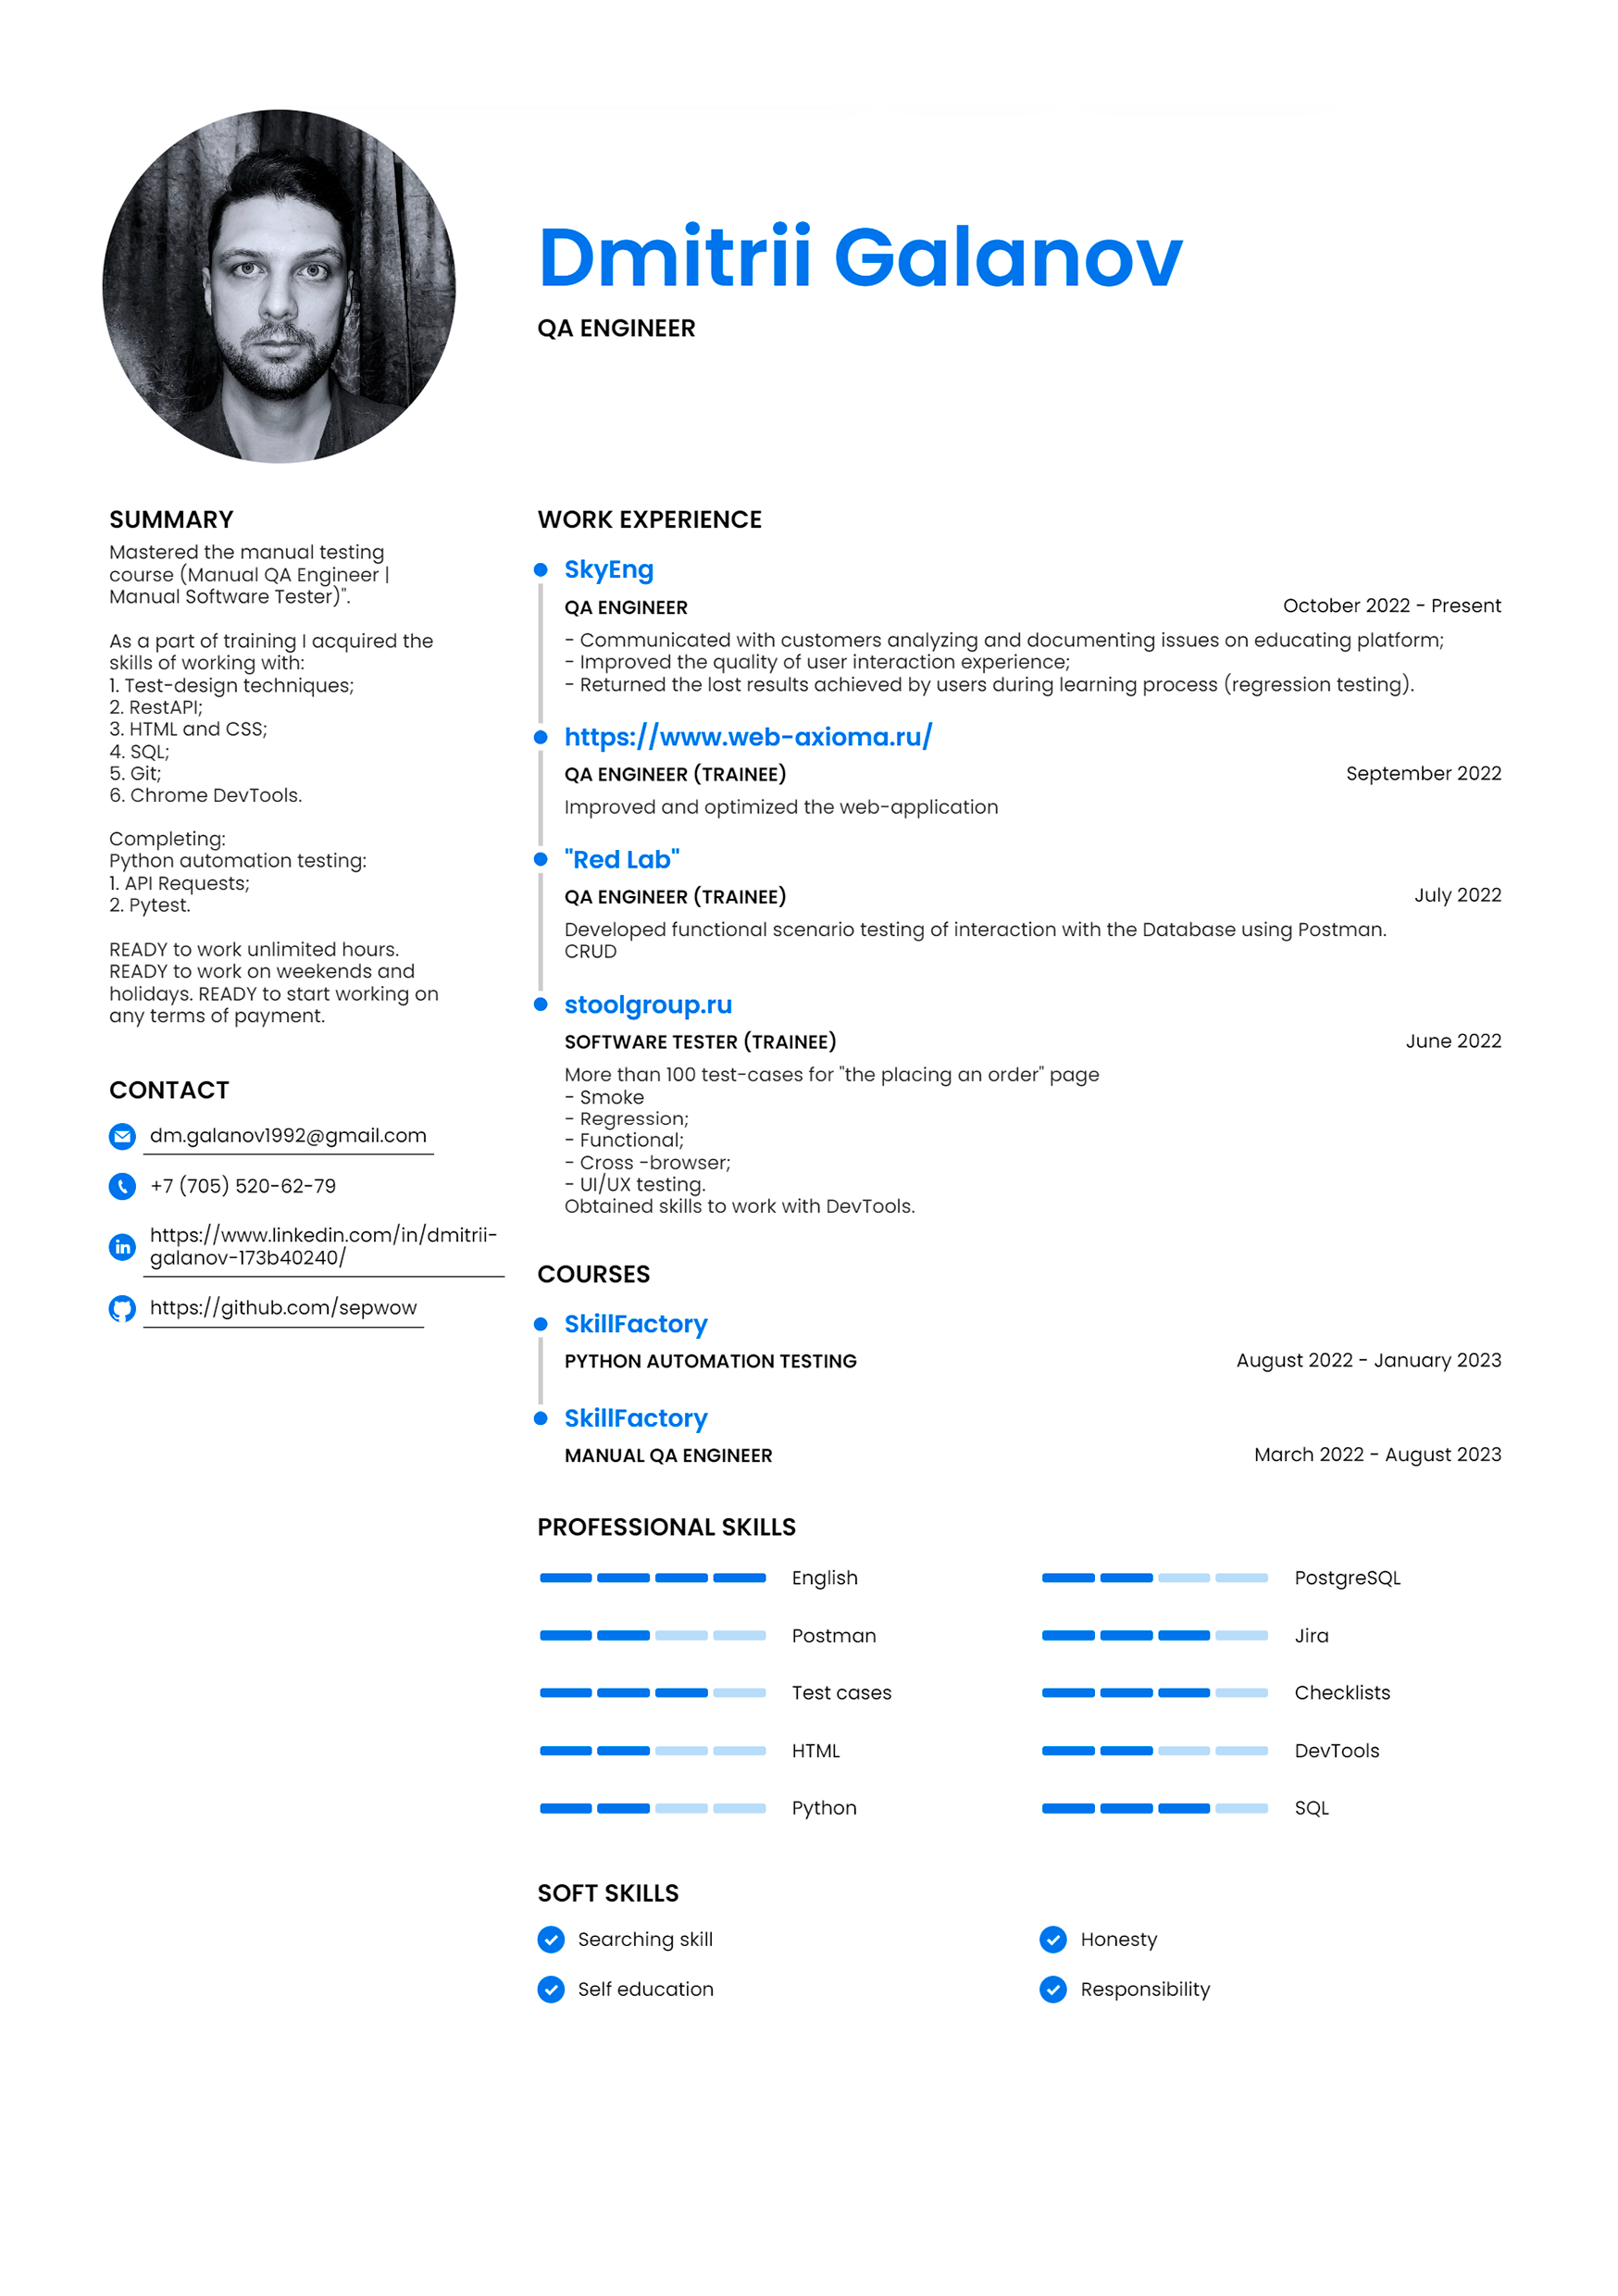 Dmitrii Galanov
QA ENGINEER
SUMMARY
Mastered the manual testing
course (Manual QA Engineer |
Manual Software Tester)".
As a part of training I acquired the
skills of working with:
1. Test-design techniques;
2. RestAPI;
3. HTML and CSS;
4. SQL;
5. Git;
6. Chrome DevTools.
Completing:
Python automation testing:
1. API Requests;
2. Pytest.
READY to work unlimited hours.
READY to work on weekends and
holidays. READY to start working on
any terms of payment.
CONTACT
dm.galanov1992@gmail.com
+7 (705) 520-62-79
https://www.linkedin.com/in/dmitrii-
galanov-173b40240/
https://github.com/sepwow
WORK EXPERIENCE
SkyEng
QA ENGINEER October 2022 - Present
- Communicated with customers analyzing and documenting issues on educating platform;
- Improved the quality of user interaction experience;
- Returned the lost results achieved by users during learning process (regression testing).
https://www.web-axioma.ru/
QA ENGINEER (TRAINEE) September 2022
Improved and optimized the web-application
"Red Lab"
QA ENGINEER (TRAINEE) July 2022
Developed functional scenario testing of interaction with the Database using Postman.
CRUD
stoolgroup.ru
SOFTWARE TESTER (TRAINEE) June 2022
More than 100 test-cases for "the placing an order" page
- Smoke
- Regression;
- Functional;
- Cross -browser;
- UI/UX testing.
Obtained skills to work with DevTools.
COURSES
SkillFactory
PYTHON AUTOMATION TESTING August 2022 - January 2023
SkillFactory
MANUAL QA ENGINEER March 2022 - August 2023
PROFESSIONAL SKILLS
English PostgreSQL
Postman Jira
Test cases Checklists
HTML DevTools
Python SQL
SOFT SKILLS
Searching skill Honesty
Self education Responsibility